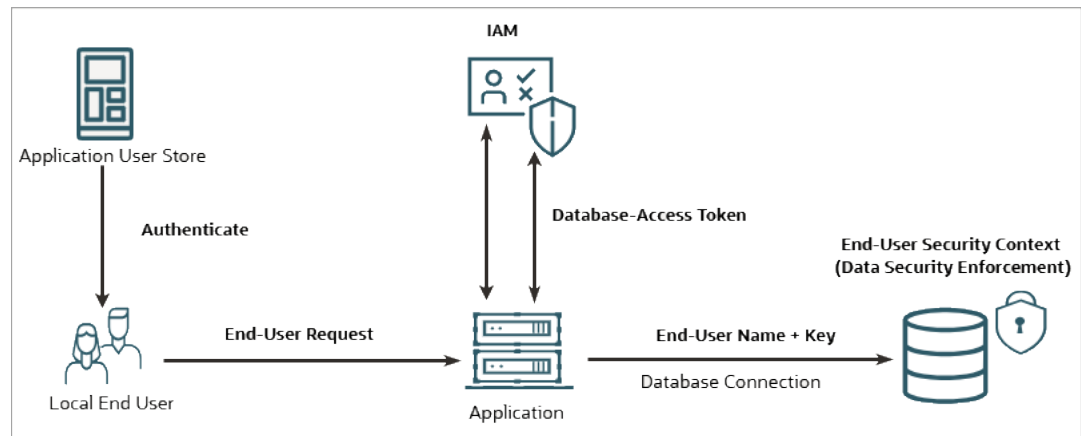 IAM
Application User Store
Authenticate
Database-Access Token
End-User Security Context
(Data Security Enforcement)
End-User Request
End-User Name + Key
Database Connection
Local End User
Application